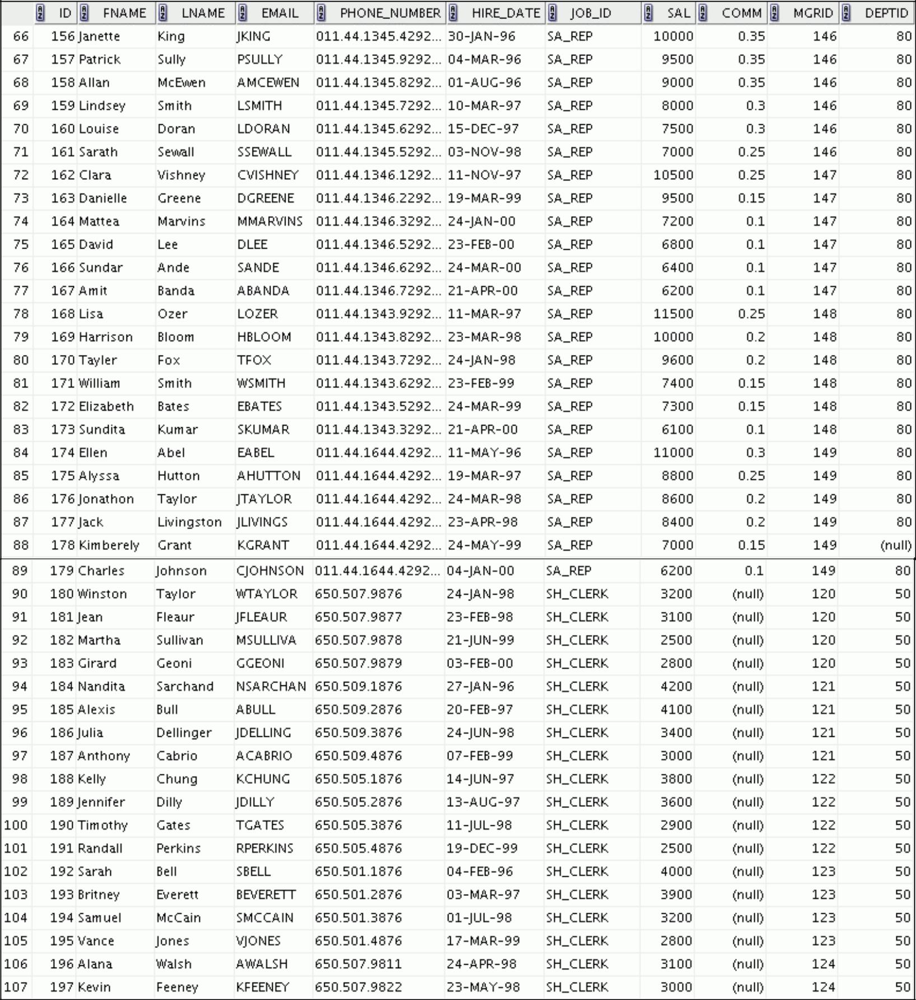 ID FNAME LNAME EMAIL PHONE_NUMBER HIRE_DATE JOB_ID SAL COMM MGRID DEPTID
66 156 Janette King JKING 011.44.1345.4292... 30-JAN-96 SA_REP 10000 0.35 146 80
67 157 Patrick Sully PSULLY 011.44.1345.9292... 04-MAR-96 SA_REP 9500 0.35 146 80
68 158 Allan McEwen AMCEWEN 011.44.1345.8292... 01-AUG-96 SA_REP 9000 0.35 146 80
69 159 Lindsey Smith LSMITH 011.44.1345.7292... 10-MAR-97 SA_REP 8000 0.3 146 80
70 160 Louise Doran LDORAN 011.44.1345.6292... 15-DEC-97 SA_REP 7500 0.3 146 80
71 161 Sarath Sewall SSEWALL 011.44.1345.5292... 03-NOV-98 SA_REP 7000 0.25 146 80
72 162 Clara Vishney CVISHNEY 011.44.1346.1292... 11-NOV-97 SA_REP 10500 0.25 147 80
73 163 Danielle Greene DGREENE 011.44.1346.2292... 19-MAR-99 SA_REP 9500 0.15 147 80
74 164 Mattea Marvins MMARVINS 011.44.1346.3292... 24-JAN-00 SA_REP 7200 0.1 147 80
75 165 David Lee DLEE 011.44.1346.5292... 23-FEB-00 SA_REP 6800 0.1 147 80
76 166 Sundar Ande SANDE 011.44.1346.6292... 24-MAR-00 SA_REP 6400 0.1 147 80
77 167 Amit Banda ABANDA 011.44.1346.7292... 21-APR-00 SA_REP 6200 0.1 147 80
78 168 Lisa Ozer LOZER 011.44.1343.9292... 11-MAR-97 SA_REP 11500 0.25 148 80
79 169 Harrison Bloom HBLOOM 011.44.1343.8292... 23-MAR-98 SA_REP 10000 0.2 148 80
80 170 Tayler Fox TFOX 011.44.1343.7292... 24-JAN-98 SA_REP 9600 0.2 148 80
81 171 William Smith WSMITH 011.44.1343.6292... 23-FEB-99 SA_REP 7400 0.15 148 80
82 172 Elizabeth Bates EBATES 011.44.1343.5292... 24-MAR-99 SA_REP 7300 0.15 148 80
83 173 Sundita Kumar SKUMAR 011.44.1343.3292... 21-APR-00 SA_REP 6100 0.1 148 80
84 174 Ellen Abel EABEL 011.44.1644.4292... 11-MAY-96 SA_REP 11000 0.3 149 80
85 175 Alyssa Hutton AHUTTON 011.44.1644.4292... 19-MAR-97 SA_REP 8800 0.25 149 80
86 176 Jonathon Taylor JTAYLOR 011.44.1644.4292... 24-MAR-98 SA_REP 8600 0.2 149 80
87 177 Jack Livingston JLIVINGS 011.44.1644.4292... 23-APR-98 SA_REP 8400 0.2 149 80
88 178 Kimberely Grant KGRANT 011.44.1644.4292... 24-MAY-99 SA_REP 7000 0.15 149 (null)
89 179 Charles Johnson CJOHNSON 011.44.1644.4292... 04-JAN-00 SA_REP 6200 0.1 149 80
90 180 Winston Taylor WTAYLOR 650.507.9876 24-JAN-98 SH_CLERK 3200 (null) 120 50
91 181 Jean Fleaur JFLEAUR 650.507.9877 23-FEB-98 SH_CLERK 3100 (null) 120 50
92 182 Martha Sullivan MSULLIVA 650.507.9878 21-JUN-99 SH_CLERK 2500 (null) 120 50
93 183 Girard Geoni GGEONI 650.507.9879 03-FEB-00 SH_CLERK 2800 (null) 120 50
94 184 Nandita Sarchand NSARCHAN 650.509.1876 27-JAN-96 SH_CLERK 4200 (null) 121 50
95 185 Alexis Bull ABULL 650.509.2876 20-FEB-97 SH_CLERK 4100 (null) 121 50
96 186 Julia Dellinger JDELLING 650.509.3876 24-JUN-98 SH_CLERK 3400 (null) 121 50
97 187 Anthony Cabrio ACABRIO 650.509.4876 07-FEB-99 SH_CLERK 3000 (null) 121 50
98 188 Kelly Chung KCHUNG 650.505.1876 14-JUN-97 SH_CLERK 3800 (null) 122 50
99 189 Jennifer Dilly JDILLY 650.505.2876 13-AUG-97 SH_CLERK 3600 (null) 122 50
100 190 Timothy Gates TGATES 650.505.3876 11-JUL-98 SH_CLERK 2900 (null) 122 50
101 191 Randall Perkins RPERKINS 650.505.4876 19-DEC-99 SH_CLERK 2500 (null) 122 50
102 192 Sarah Bell SBELL 650.501.1876 04-FEB-96 SH_CLERK 4000 (null) 123 50
103 193 Britney Everett BEVERETT 650.501.2876 03-MAR-97 SH_CLERK 3900 (null) 123 50
104 194 Samuel McCain SMCCAIN 650.501.3876 01-JUL-98 SH_CLERK 3200 (null) 123 50
105 195 Vance Jones VJONES 650.501.4876 17-MAR-99 SH_CLERK 2800 (null) 123 50
106 196 Alana Walsh AWALSH 650.507.9811 24-APR-98 SH_CLERK 3100 (null) 124 50
107 197 Kevin Feeney KFEENEY 650.507.9822 23-MAY-98 SH_CLERK 3000 (null) 124 50